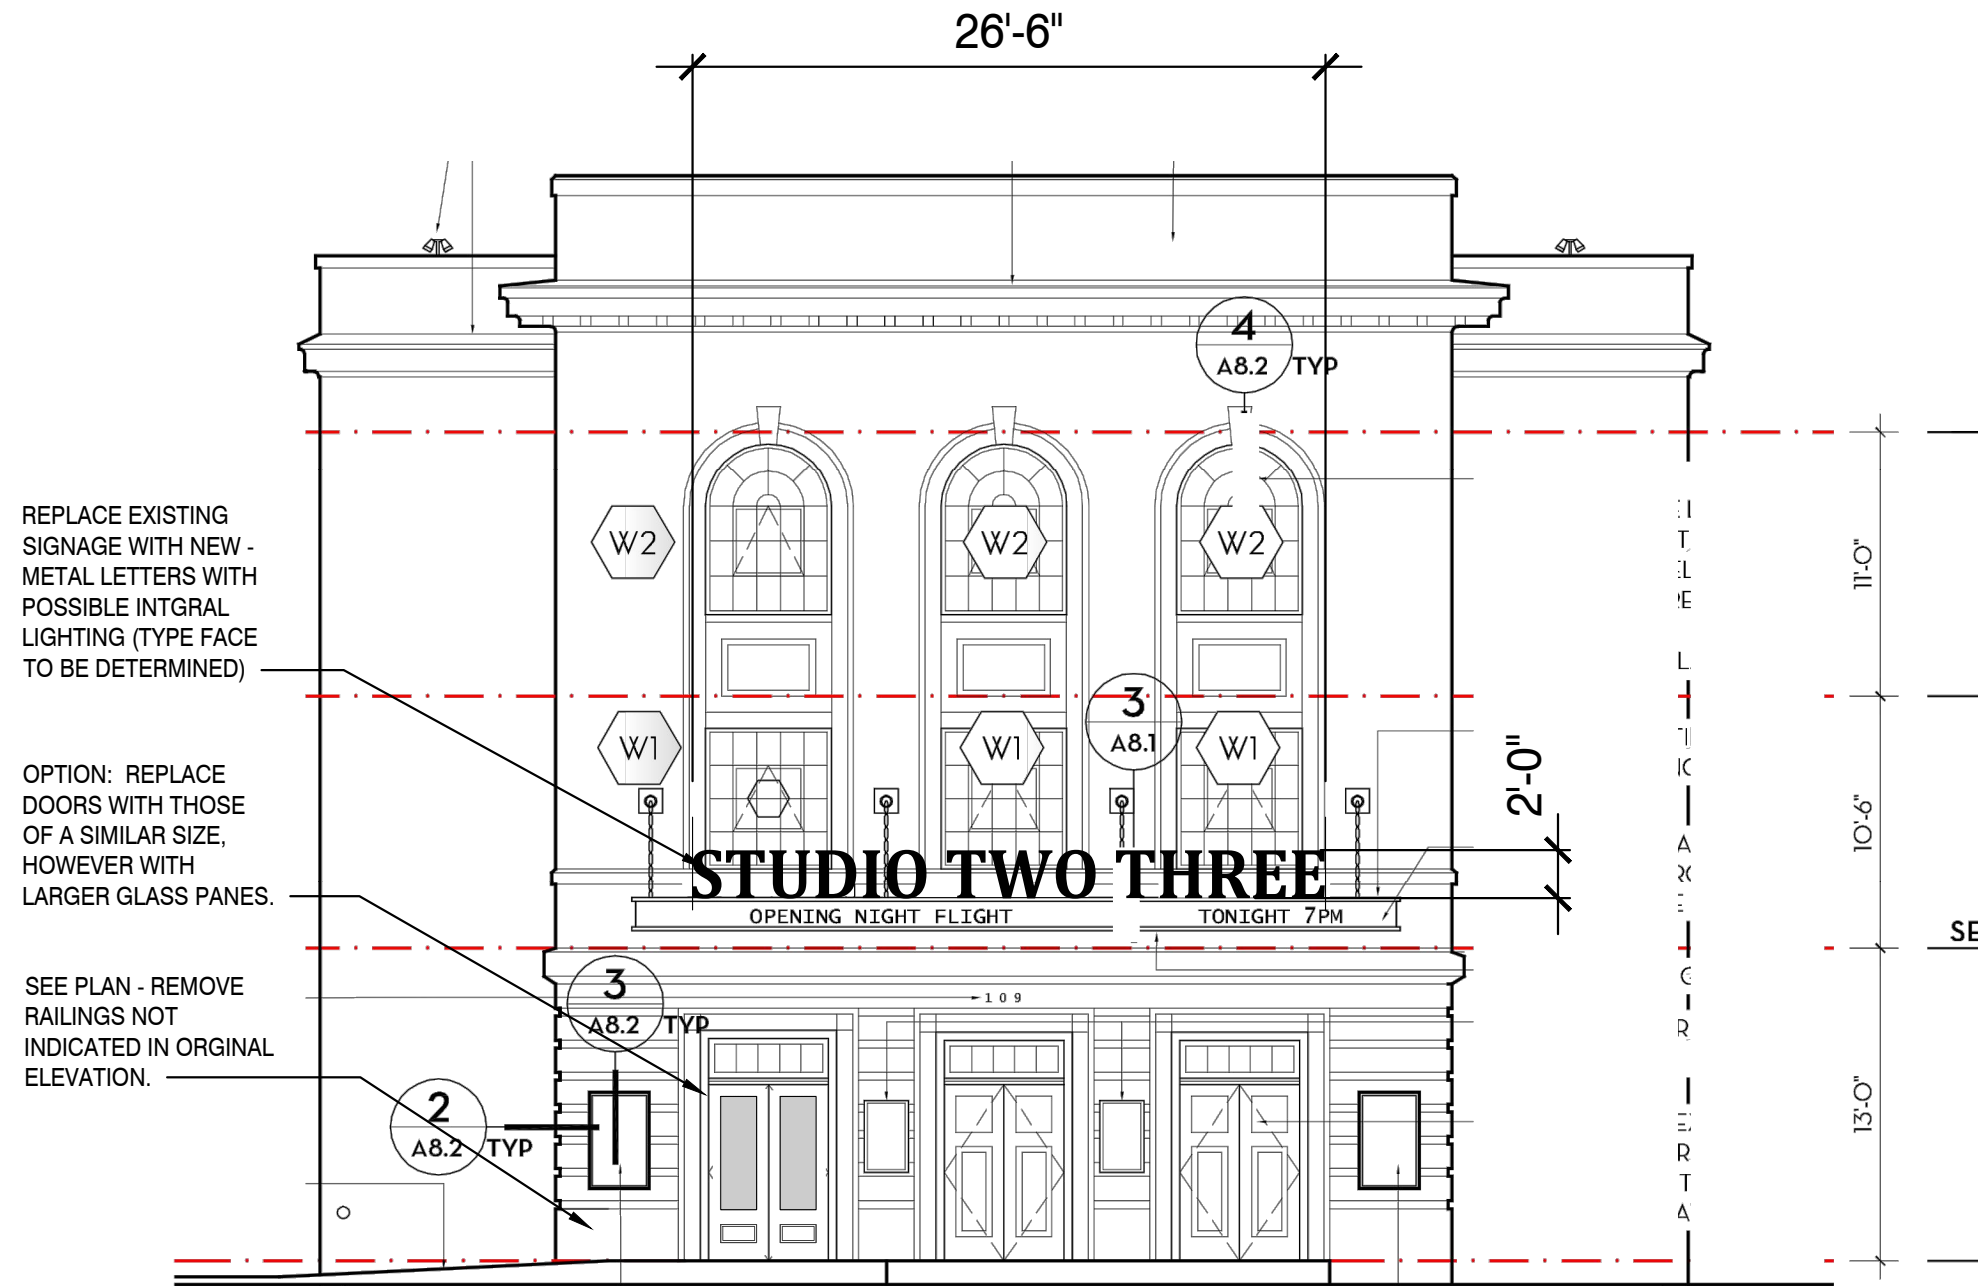 26'-6"
4
A8.2 TYP
REPLACE EXISTING
SIGNAGE WITH NEW -
METAL LETTERS WITH
POSSIBLE INTGRAL
LIGHTING (TYPE FACE
TO BE DETERMINED)
W2
W2
W2
11'-0"
3
A8.1
W1
W1
W1
2'-0"
10'-6"
OPTION: REPLACE
DOORS WITH THOSE
OF A SIMILAR SIZE,
HOWEVER WITH
LARGER GLASS PANES.
STUDIO TWO THREE
OPENING NIGHT FLIGHT TONIGHT 7PM
SE
SEE PLAN - REMOVE
RAILINGS NOT
INDICATED IN ORGINAL
ELEVATION.
3
A8.2 TYP
109
2
A8.2 TYP
13'-0"